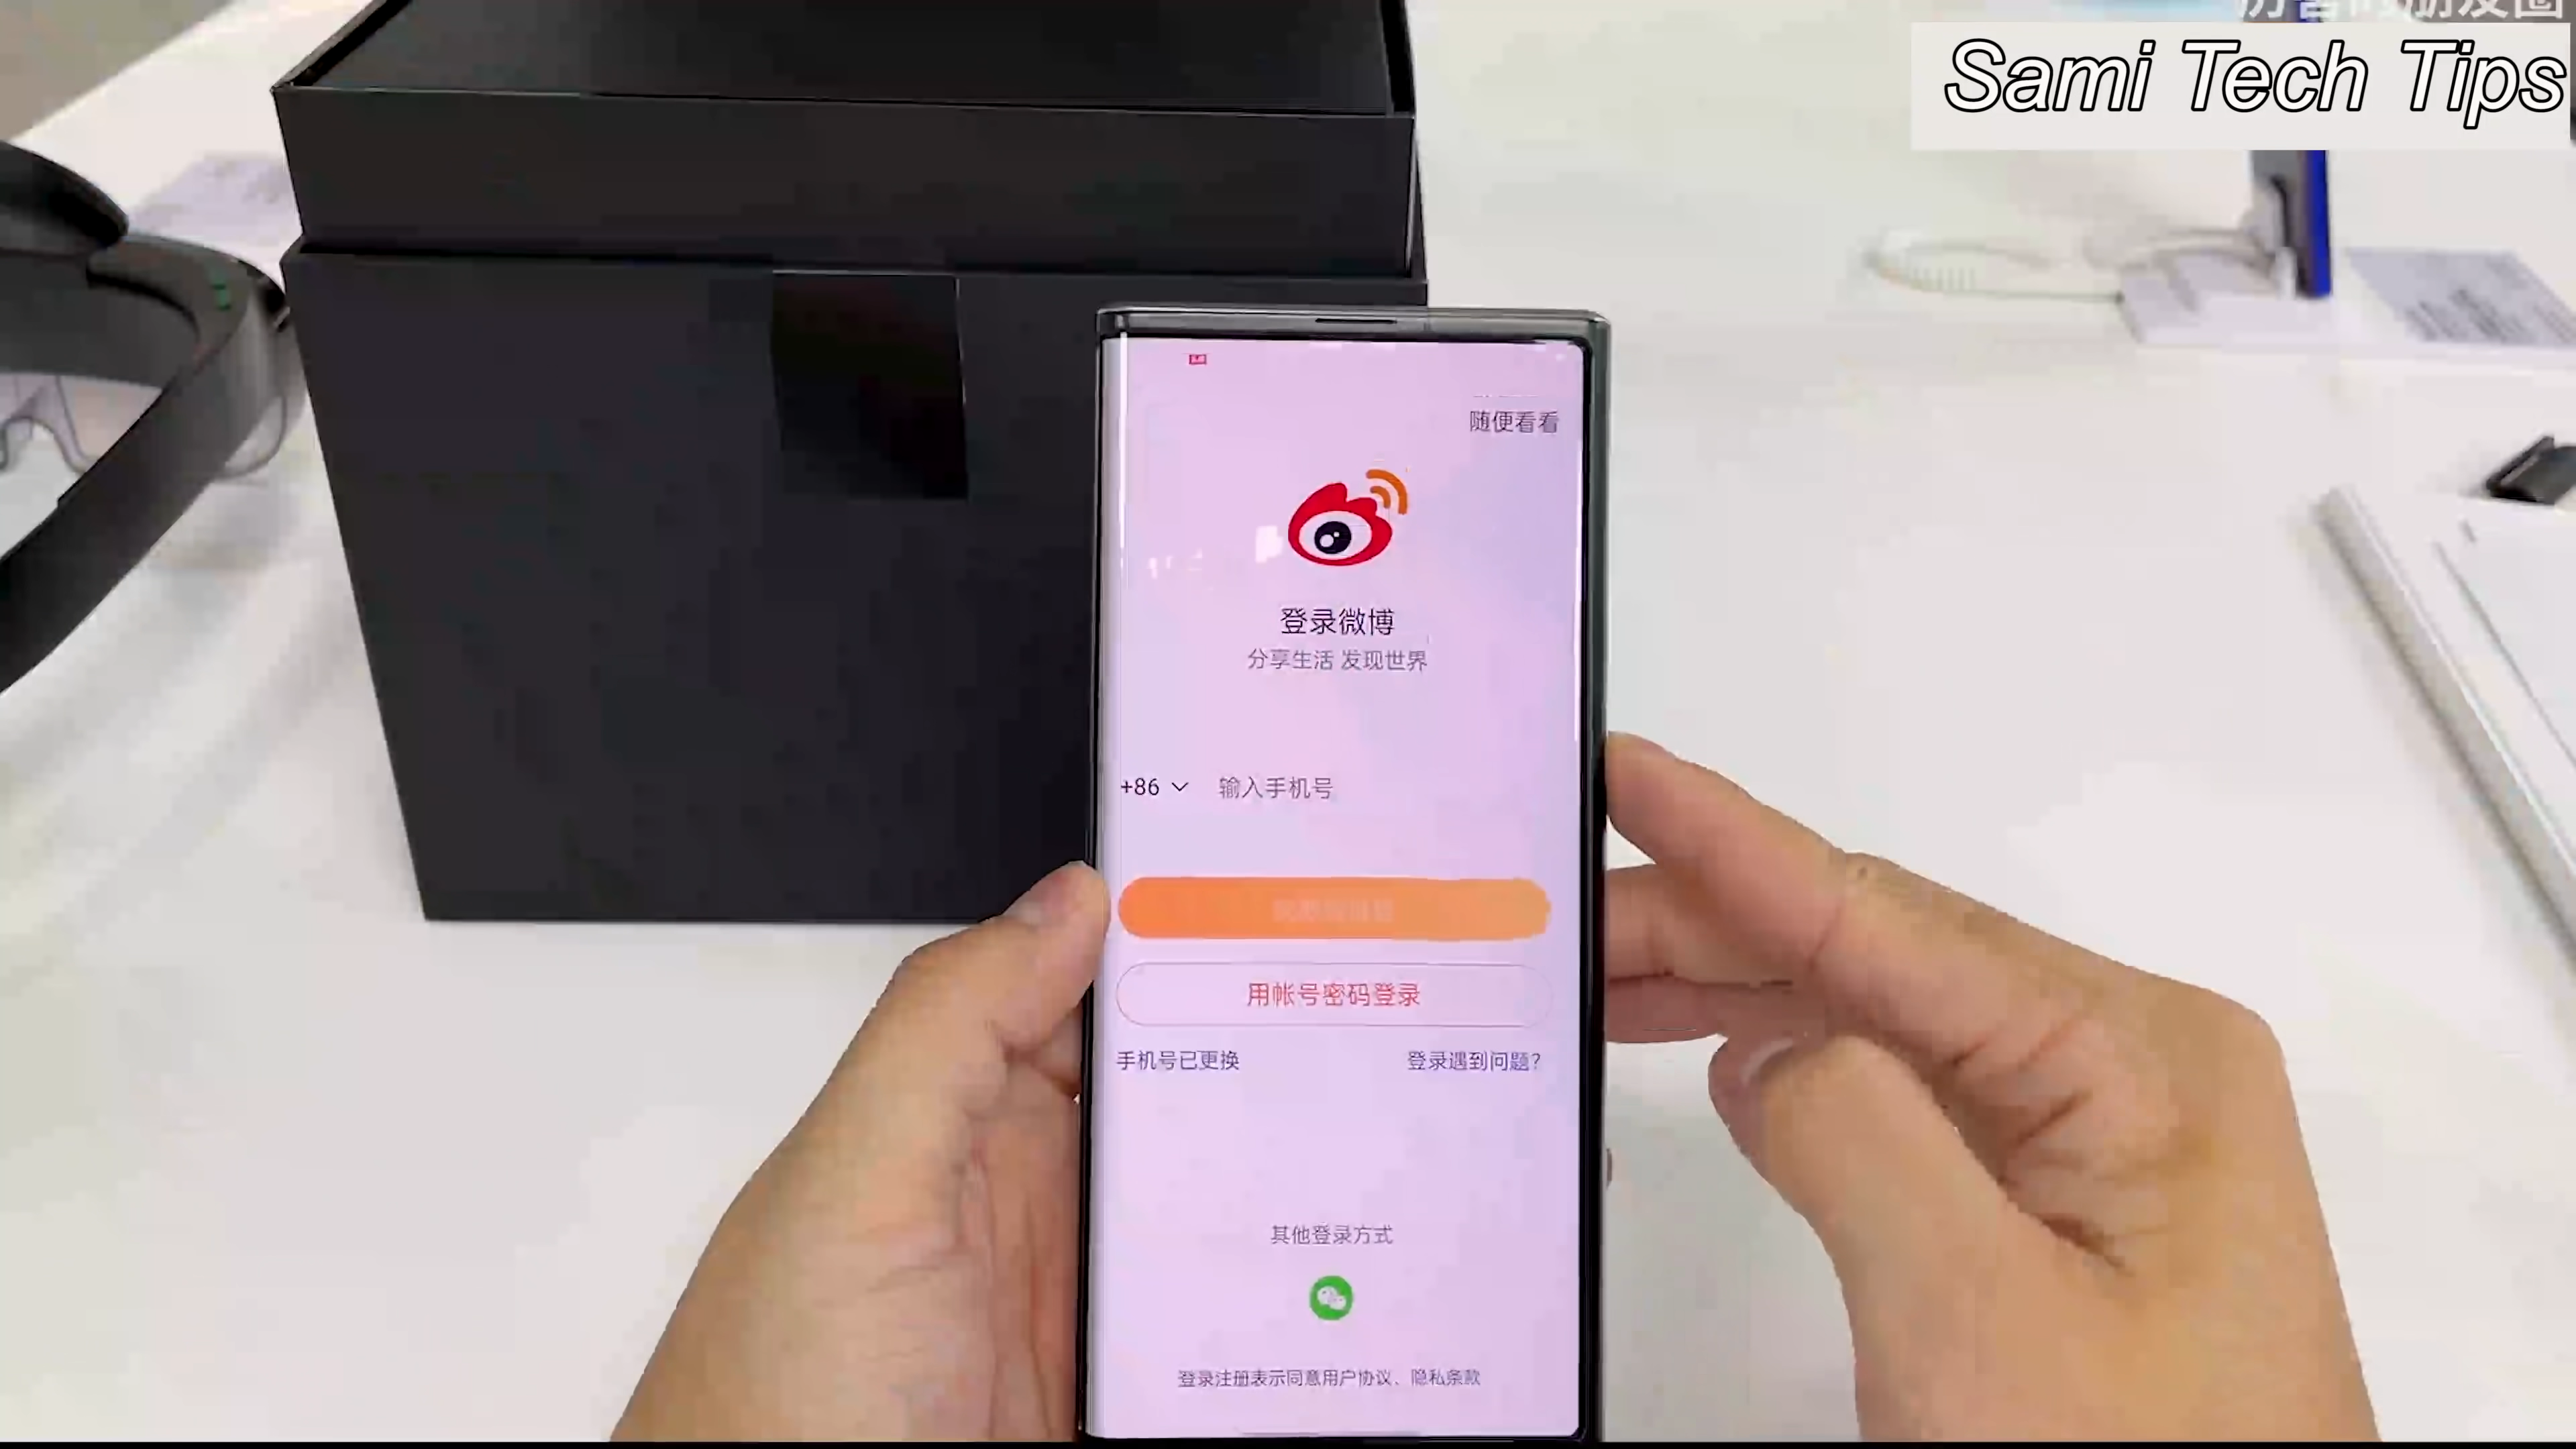 Sami Tech Tips
随便看看
登录微博
分享生活 发现世界
+86 输入手机号
用帐号密码登录
手机号已更换 登录遇到问题?
其他登录方式
登录注册表示同意用户协议、隐私条款